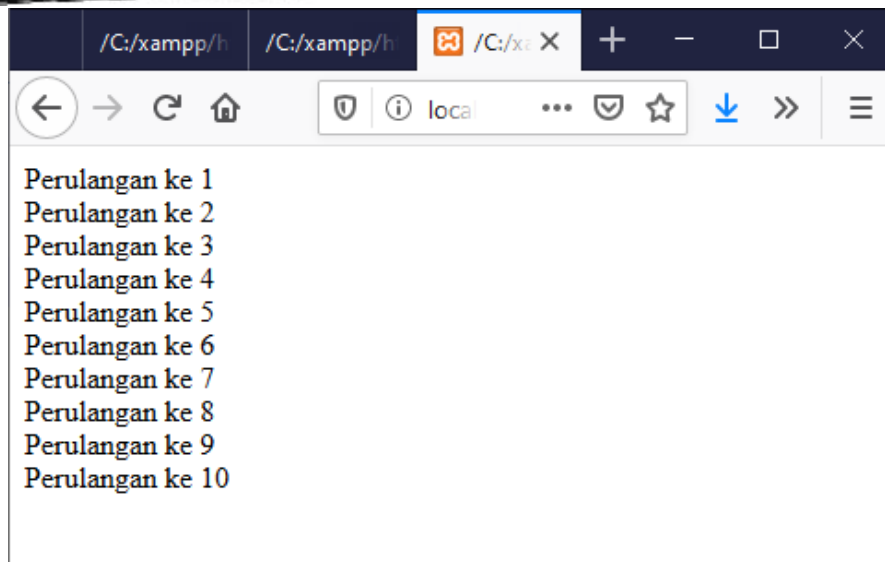 /C:/xampp/h /C:/xampp/h /C:/xa
local
Perulangan ke 1
Perulangan ke 2
Perulangan ke 3
Perulangan ke 4
Perulangan ke 5
Perulangan ke 6
Perulangan ke 7
Perulangan ke 8
Perulangan ke 9
Perulangan ke 10